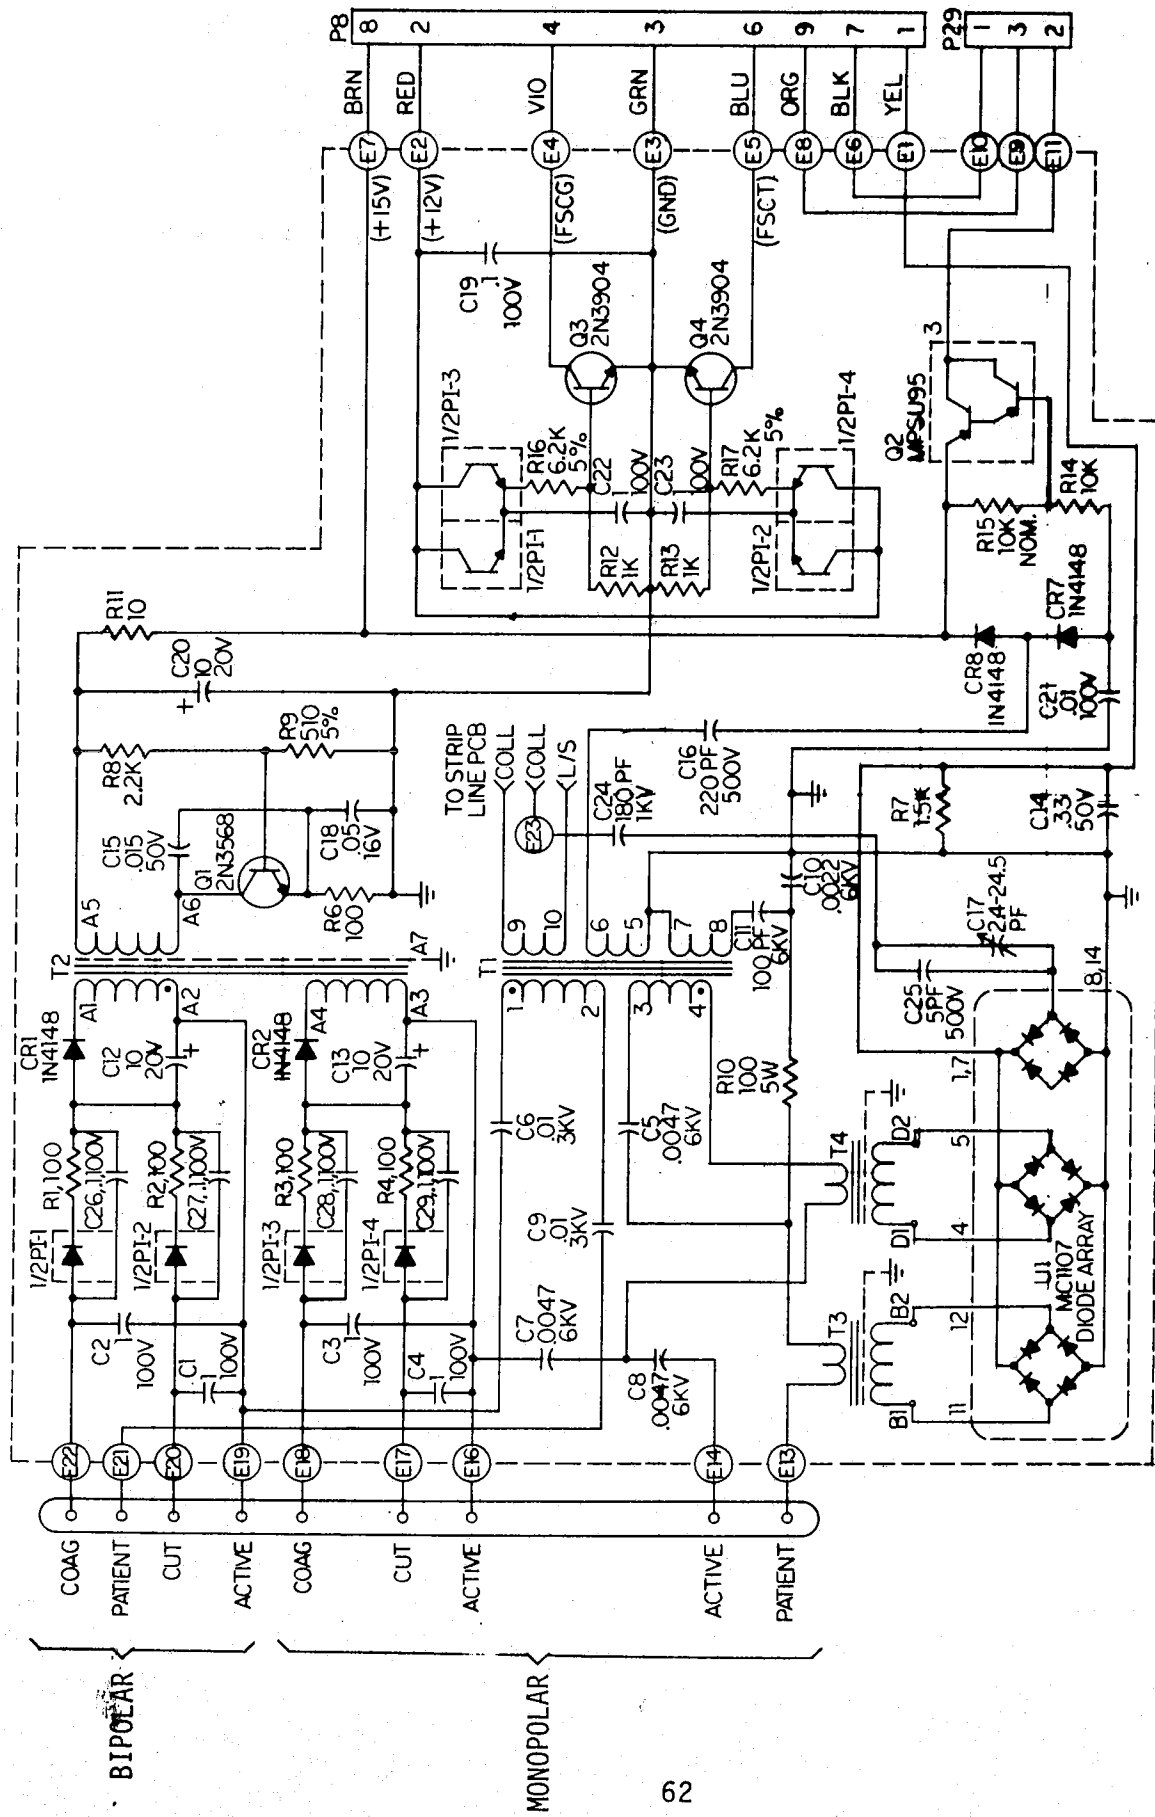 P8
8
2
4
3
6
9
7
1
P29
1
3
2
BRN
RED
VIO
GRN
BLU
ORG
BLK
YEL
E7
E2
E4
E3
E5
E8
E6
E1
E10
E9
E11
(+15V)
(+12V)
(FSCG)
(GND)
(FSCT)
C19
.1
100V
Q3
2N3904
Q4
2N3904
3
Q2
MPSU95
1/2PI-3
R16
6.2K
5%
C22
.1
100V
C23
.1
100V
R17
6.2K
5%
1/2PI-4
1/2PI-1
R12
1K
R13
1K
1/2PI-2
R15
10K
NOM.
R14
10K
R11
10
C20
10
20V
+
R9
510
5%
R8
2.2K
C15
.015
50V
Q1
2N3568
C18
.05
16V
R6
100
CR8
1N4148
CR7
1N4148
C21
.01
100V
TO STRIP
LINE PCB
COLL
COLL
L/S
E23
C24
180 PF
1KV
C16
220 PF
500V
R7
1.5K
C14
.33
50V
C10
.0022
6KV
C11
100 PF
6KV
C17
2.4-24.5
PF
C25
5PF
500V
8,14
1,7
T2
A5
A6
A7
A1
A2
A4
A3
T1
9
10
6
5
7
8
1
2
3
4
CR1
1N4148
C12
10
20V
+
CR2
1N4148
C13
10
20V
+
R1,100
C26,.1,100V
R2,100
C27,.1,100V
R3,100
C28,.1,100V
R4,100
C29,.1,100V
1/2PI-1
1/2PI-2
1/2PI-3
1/2PI-4
C2
.1
100V
C1
.1
100V
C3
.1
100V
C4
.1
100V
C6
.01
3KV
C5
.0047
6KV
R10
100
5W
C9
.01
3KV
C7
.0047
6KV
C8
.0047
6KV
T4
D2
D1
5
4
T3
B2
B1
12
11
U1
MC1107
DIODE ARRAY
E22
E21
E20
E19
E18
E17
E16
E14
E13
COAG
PATIENT
CUT
ACTIVE
COAG
CUT
ACTIVE
ACTIVE
PATIENT
BIPOLAR
MONOPOLAR
62